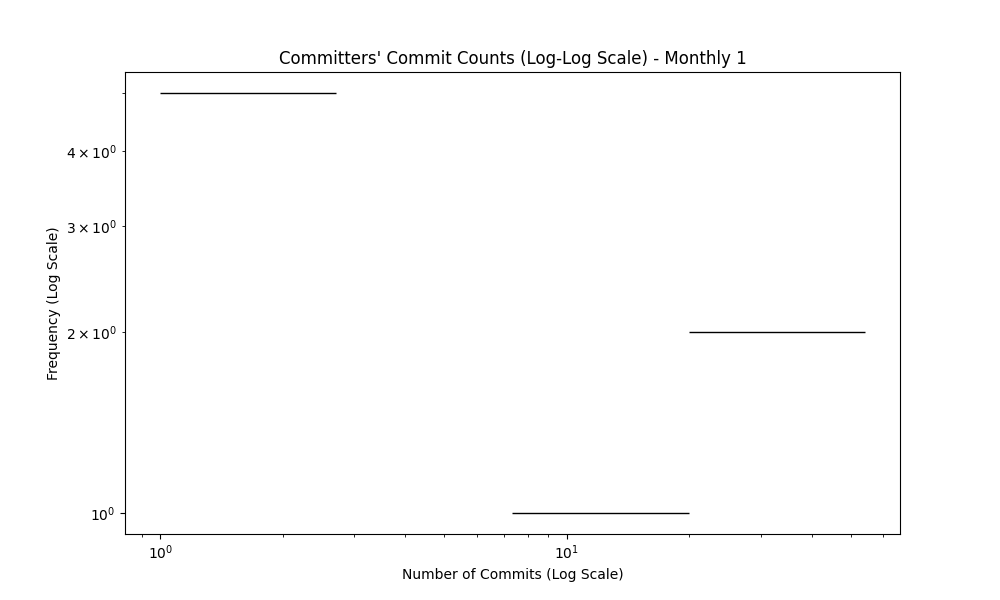 Committers' Commit Counts (Log-Log Scale) - Monthly 1
Frequency (Log Scale)
4 × 10⁰
3 × 10⁰
2 × 10⁰
10⁰
10⁰ 10¹
Number of Commits (Log Scale)